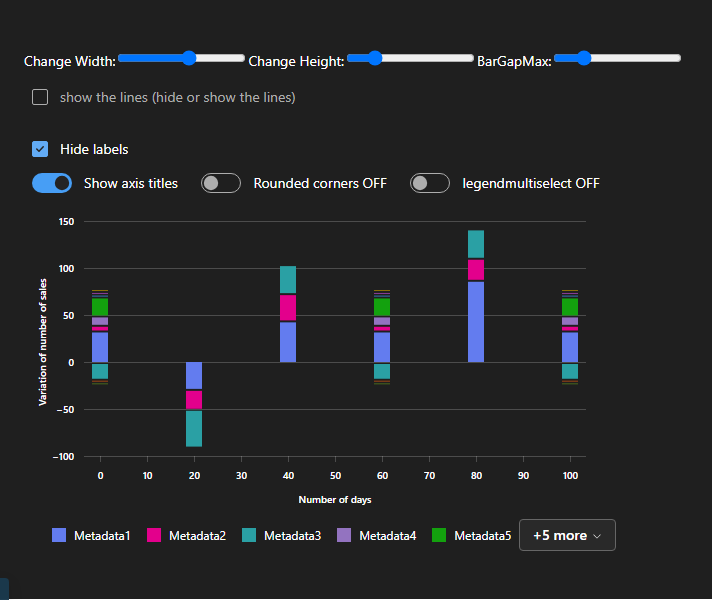 Change Width: Change Height: BarGapMax:
show the lines (hide or show the lines)
Hide labels
Show axis titles Rounded corners OFF legendmultiselect OFF
150
100
50
0
−50
−100
Variation of number of sales
0 10 20 30 40 50 60 70 80 90 100
Number of days
Metadata1 Metadata2 Metadata3 Metadata4 Metadata5 +5 more